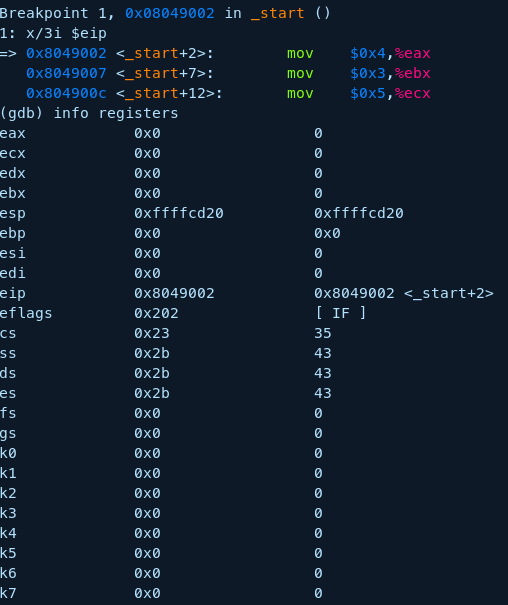 Breakpoint 1, 0x08049002 in _start ()
1: x/3i $eip
=> 0x8049002 <_start+2>:        mov    $0x4,%eax
   0x8049007 <_start+7>:        mov    $0x3,%ebx
   0x804900c <_start+12>:       mov    $0x5,%ecx
(gdb) info registers
eax            0x0                 0
ecx            0x0                 0
edx            0x0                 0
ebx            0x0                 0
esp            0xffffcd20          0xffffcd20
ebp            0x0                 0x0
esi            0x0                 0
edi            0x0                 0
eip            0x8049002           0x8049002 <_start+2>
eflags         0x202               [ IF ]
cs             0x23                35
ss             0x2b                43
ds             0x2b                43
es             0x2b                43
fs             0x0                 0
gs             0x0                 0
k0             0x0                 0
k1             0x0                 0
k2             0x0                 0
k3             0x0                 0
k4             0x0                 0
k5             0x0                 0
k6             0x0                 0
k7             0x0                 0